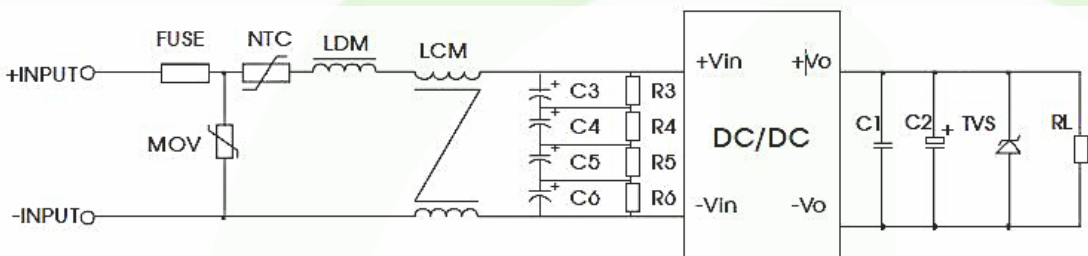 FUSE NTC LDM LCM
+INPUT
MOV
-INPUT
C3 R3
C4 R4
C5 R5
C6 R6
+Vin +Vo
DC/DC
-Vin -Vo
C1 C2 + TVS RL
+
+
+
+